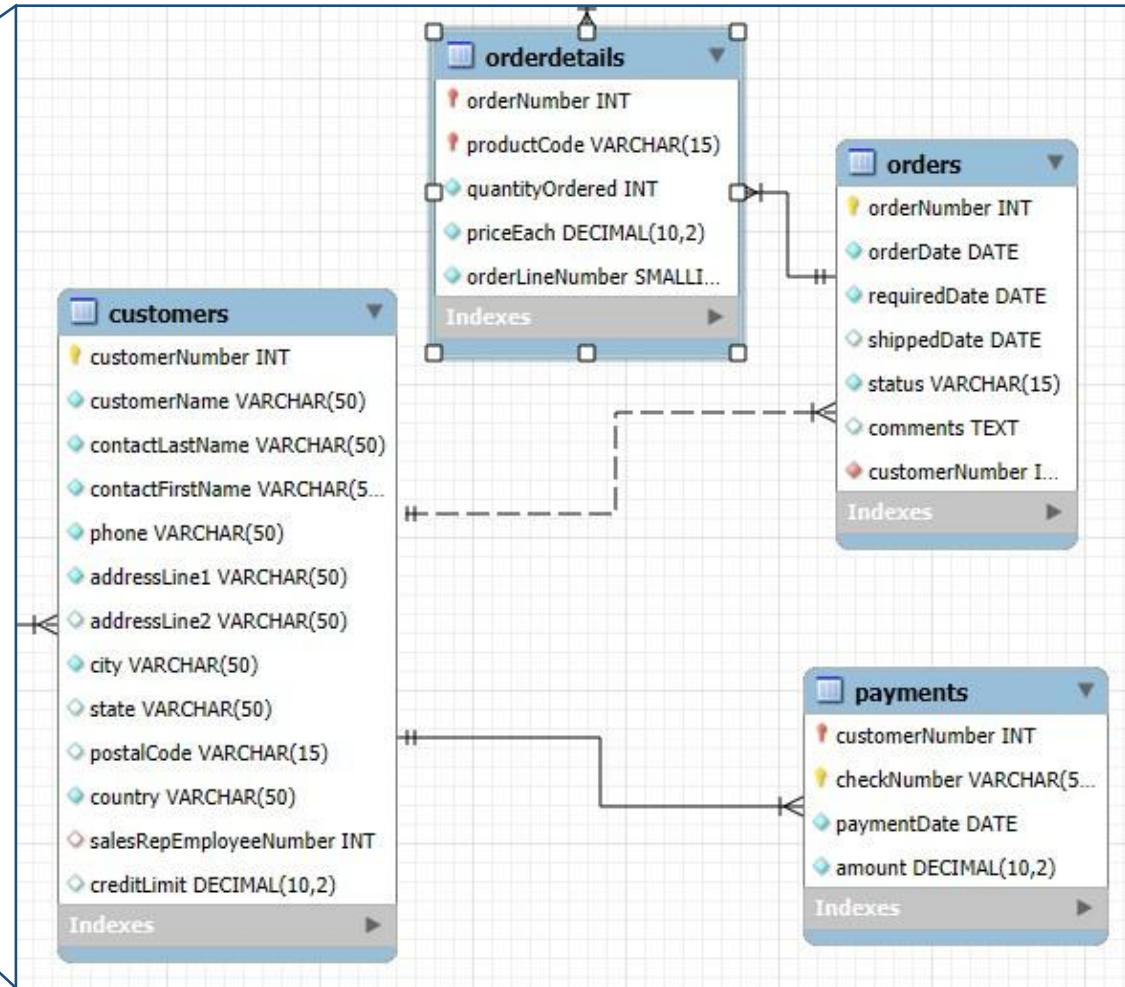 orderdetails
orderNumber INT
productCode VARCHAR(15)
quantityOrdered INT
priceEach DECIMAL(10,2)
orderLineNumber SMALLI...
Indexes
orders
orderNumber INT
orderDate DATE
requiredDate DATE
shippedDate DATE
status VARCHAR(15)
comments TEXT
customerNumber I...
Indexes
customers
customerNumber INT
customerName VARCHAR(50)
contactLastName VARCHAR(50)
contactFirstName VARCHAR(5...
phone VARCHAR(50)
addressLine1 VARCHAR(50)
addressLine2 VARCHAR(50)
city VARCHAR(50)
state VARCHAR(50)
postalCode VARCHAR(15)
country VARCHAR(50)
salesRepEmployeeNumber INT
creditLimit DECIMAL(10,2)
Indexes
payments
customerNumber INT
checkNumber VARCHAR(5...
paymentDate DATE
amount DECIMAL(10,2)
Indexes